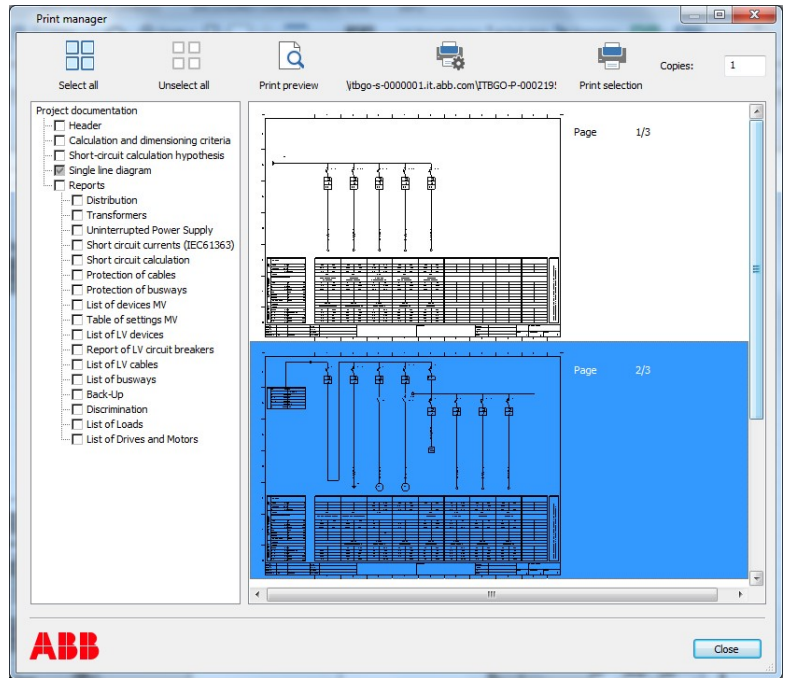 Print manager
Select all
Unselect all
Print preview
\\tbgo-s-0000001.it.abb.com\ITBGO-P-000219!
Print selection
Copies:
1
Project documentation
Header
Calculation and dimensioning criteria
Short-circuit calculation hypothesis
Single line diagram
Reports
Distribution
Transformers
Uninterrupted Power Supply
Short circuit currents (IEC61363)
Short circuit calculation
Protection of cables
Protection of busways
List of devices MV
Table of settings MV
List of LV devices
Report of LV circuit breakers
List of LV cables
List of busways
Back-Up
Discrimination
List of Loads
List of Drives and Motors
Page 1/3
Page 2/3
ABB
Close